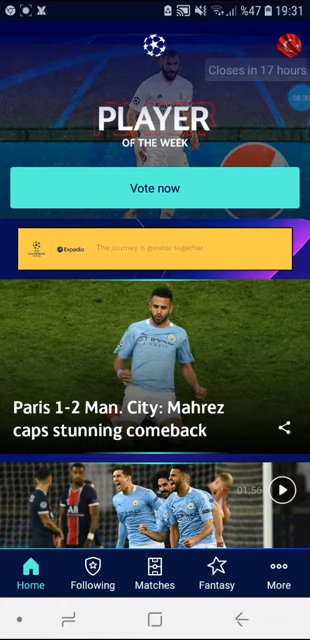 %47 19:31
Closes in 17 hours
PLAYER
OF THE WEEK
Vote now
Expedia The journey is greater together
Paris 1-2 Man. City: Mahrez
caps stunning comeback
01:56
Home Following Matches Fantasy More